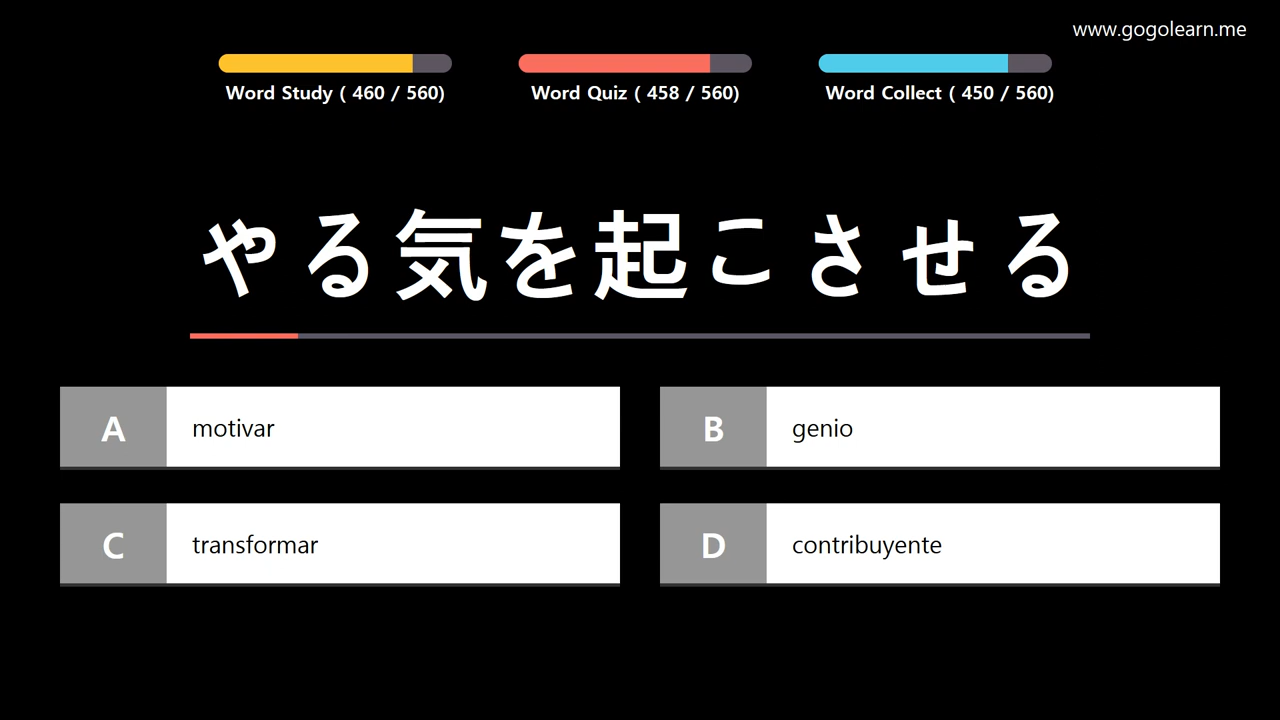 www.gogolearn.me
Word Study ( 460 / 560)
Word Quiz ( 458 / 560)
Word Collect ( 450 / 560)
やる気を起こさせる
A motivar
B genio
C transformar
D contribuyente